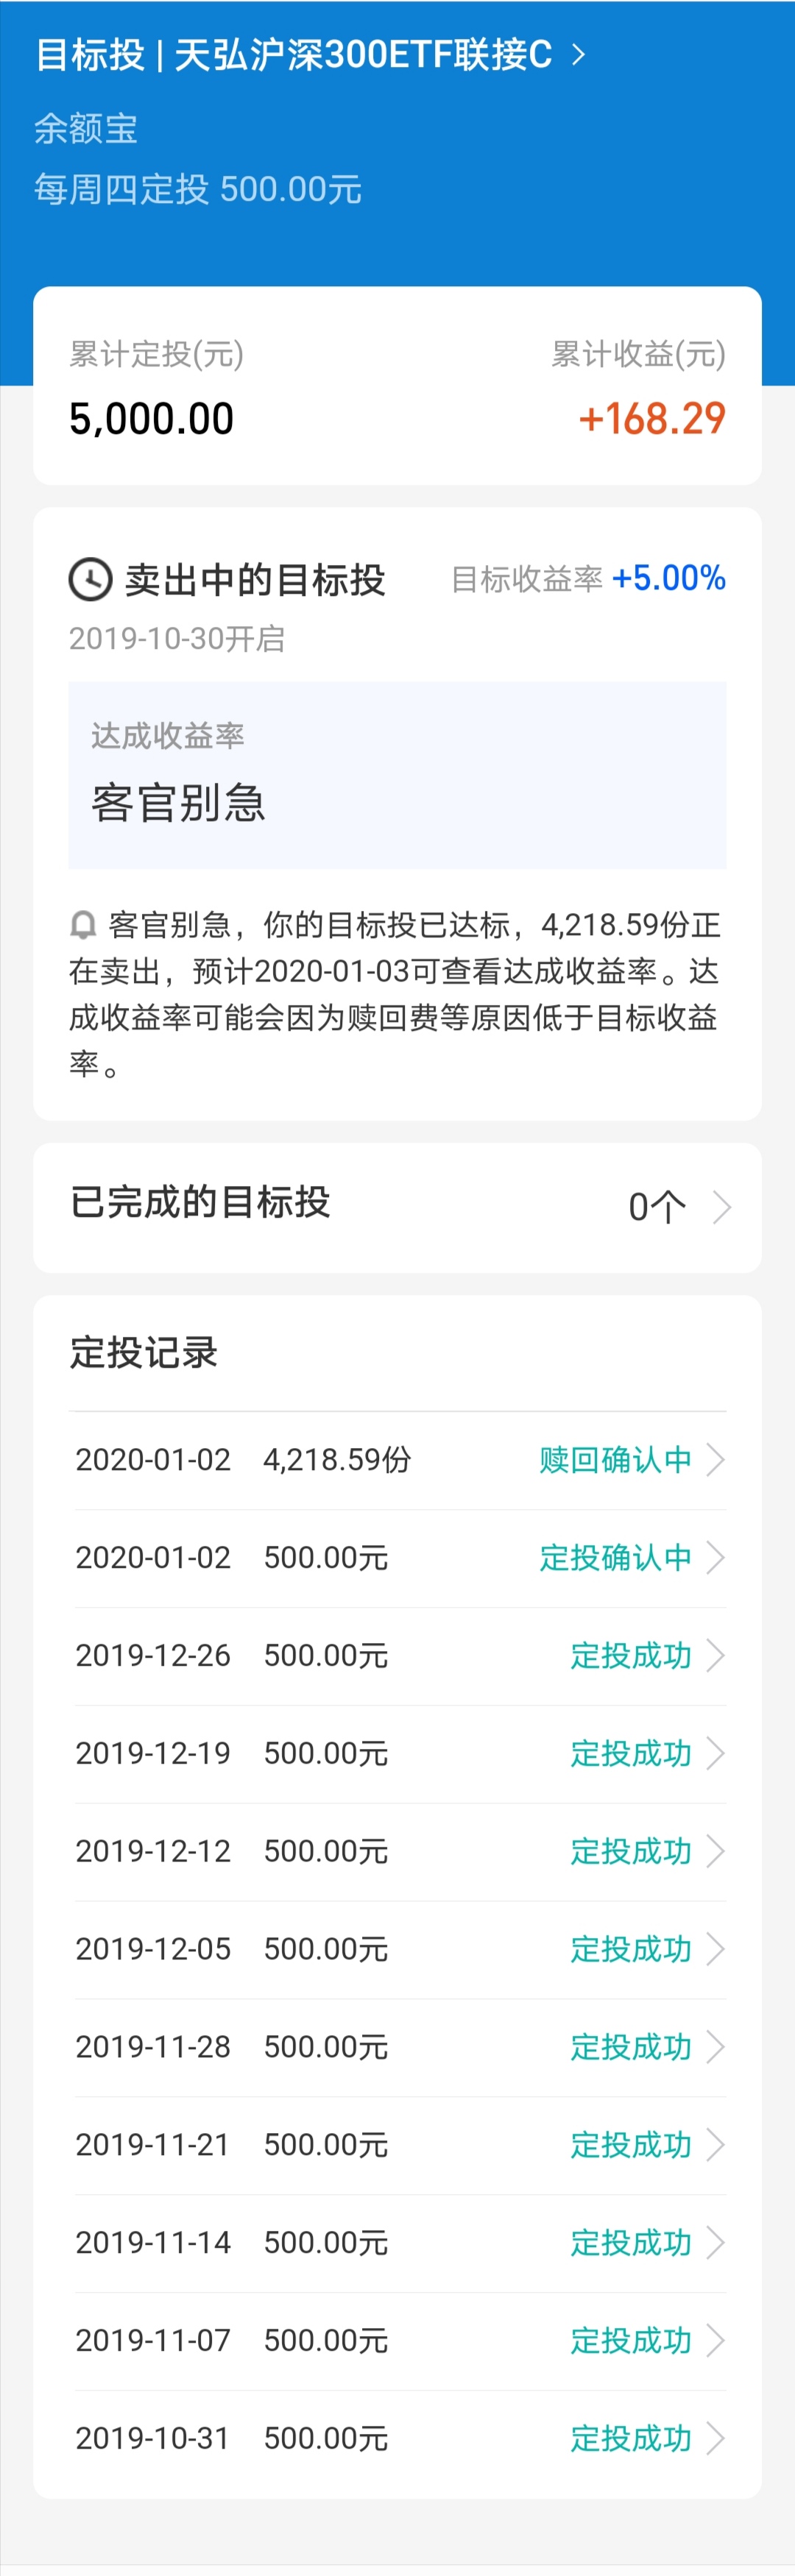 目标投 | 天弘沪深300ETF联接C
余额宝
每周四定投 500.00元
累计定投(元) 累计收益(元)
5,000.00 +168.29
卖出中的目标投 目标收益率 +5.00%
2019-10-30开启
达成收益率
客官别急
客官别急，你的目标投已达标，4,218.59份正
在卖出，预计2020-01-03可查看达成收益率。达
成收益率可能会因为赎回费等原因低于目标收益
率。
已完成的目标投 0个
定投记录
2020-01-02 4,218.59份 赎回确认中
2020-01-02 500.00元 定投确认中
2019-12-26 500.00元 定投成功
2019-12-19 500.00元 定投成功
2019-12-12 500.00元 定投成功
2019-12-05 500.00元 定投成功
2019-11-28 500.00元 定投成功
2019-11-21 500.00元 定投成功
2019-11-14 500.00元 定投成功
2019-11-07 500.00元 定投成功
2019-10-31 500.00元 定投成功